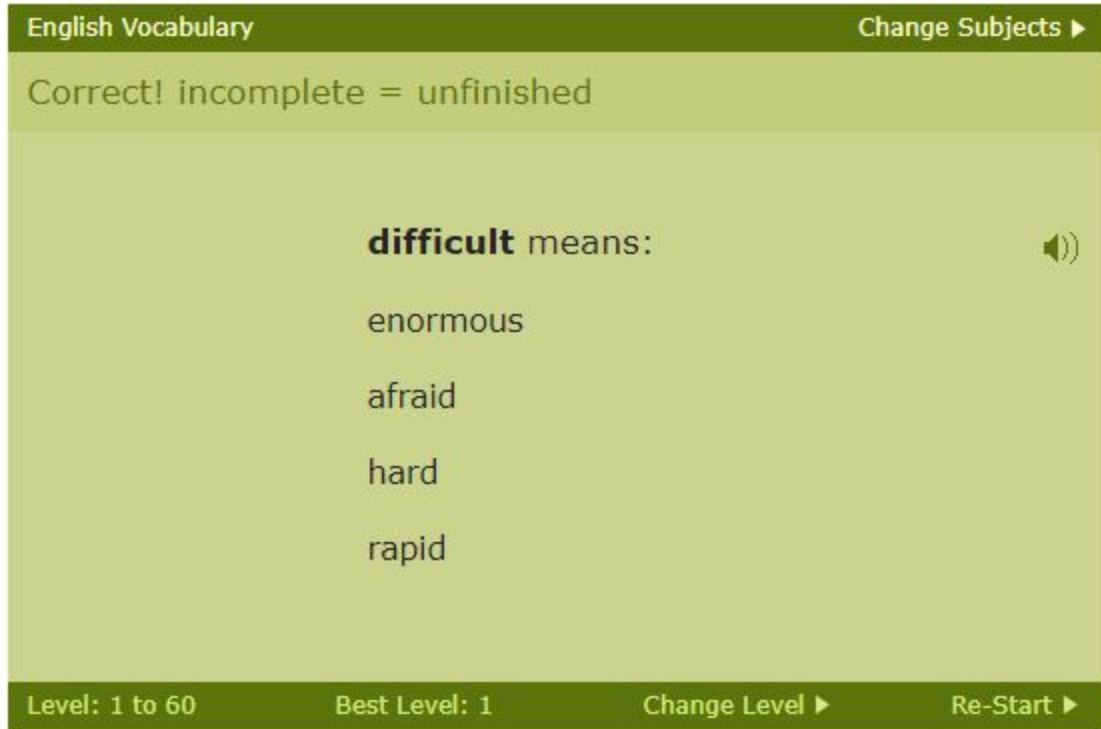 English Vocabulary Change Subjects
Correct! incomplete = unfinished
difficult means:
enormous
afraid
hard
rapid
Level: 1 to 60 Best Level: 1 Change Level Re-Start